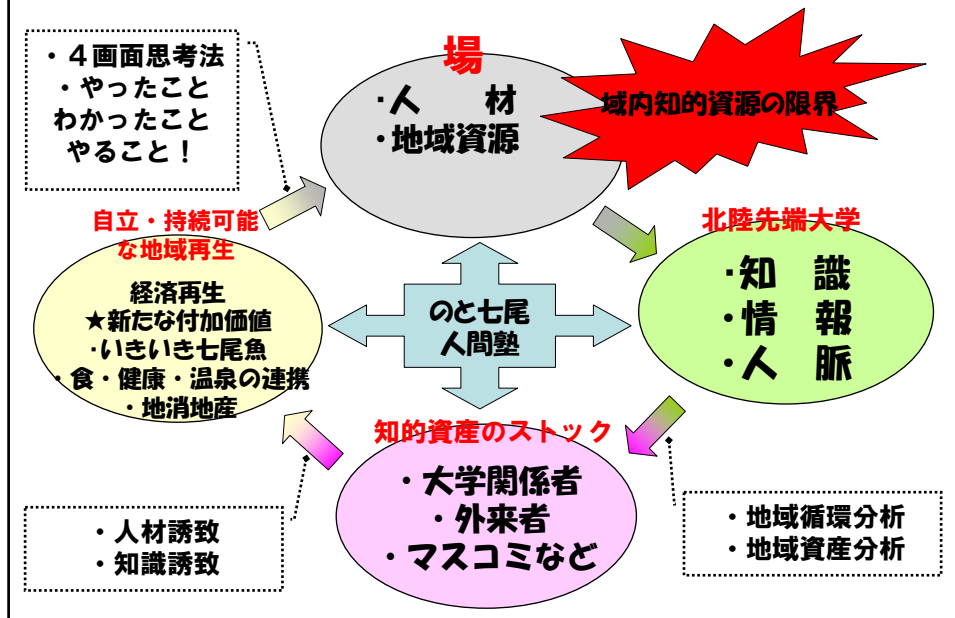 ・４画面思考法
・やったこと
わかったこと
やること！
場
・人　材
・地域資源
域内知的資源の限界
自立・持続可能
な地域再生
経済再生
★新たな付加価値
・いきいき七尾魚
・食・健康・温泉の連携
・地消地産
のと七尾
人間塾
北陸先端大学
・知　識
・情　報
・人　脈
知的資産のストック
・大学関係者
・外来者
・マスコミなど
・人材誘致
・知識誘致
・地域循環分析
・地域資産分析